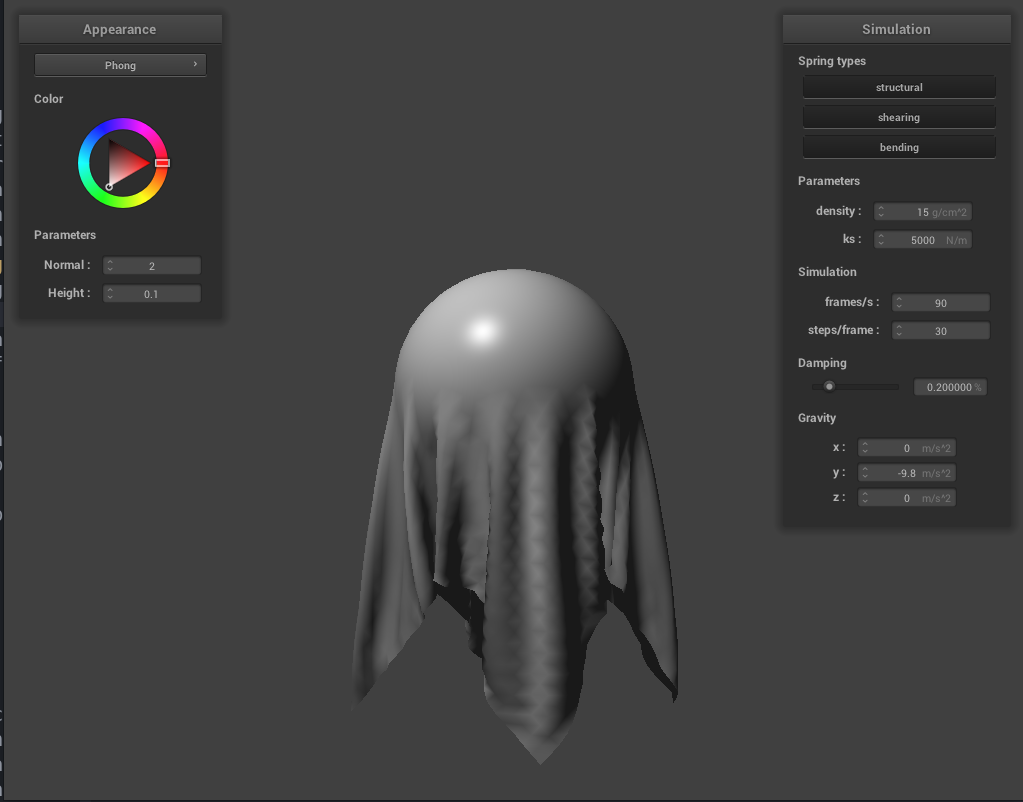 Appearance
Phong
Color
Parameters
Normal : 2
Height : 0.1
Simulation
Spring types
structural
shearing
bending
Parameters
density : 15 g/cm^2
ks : 5000 N/m
Simulation
frames/s : 90
steps/frame : 30
Damping
0.200000 %
Gravity
x : 0 m/s^2
y : -9.8 m/s^2
z : 0 m/s^2